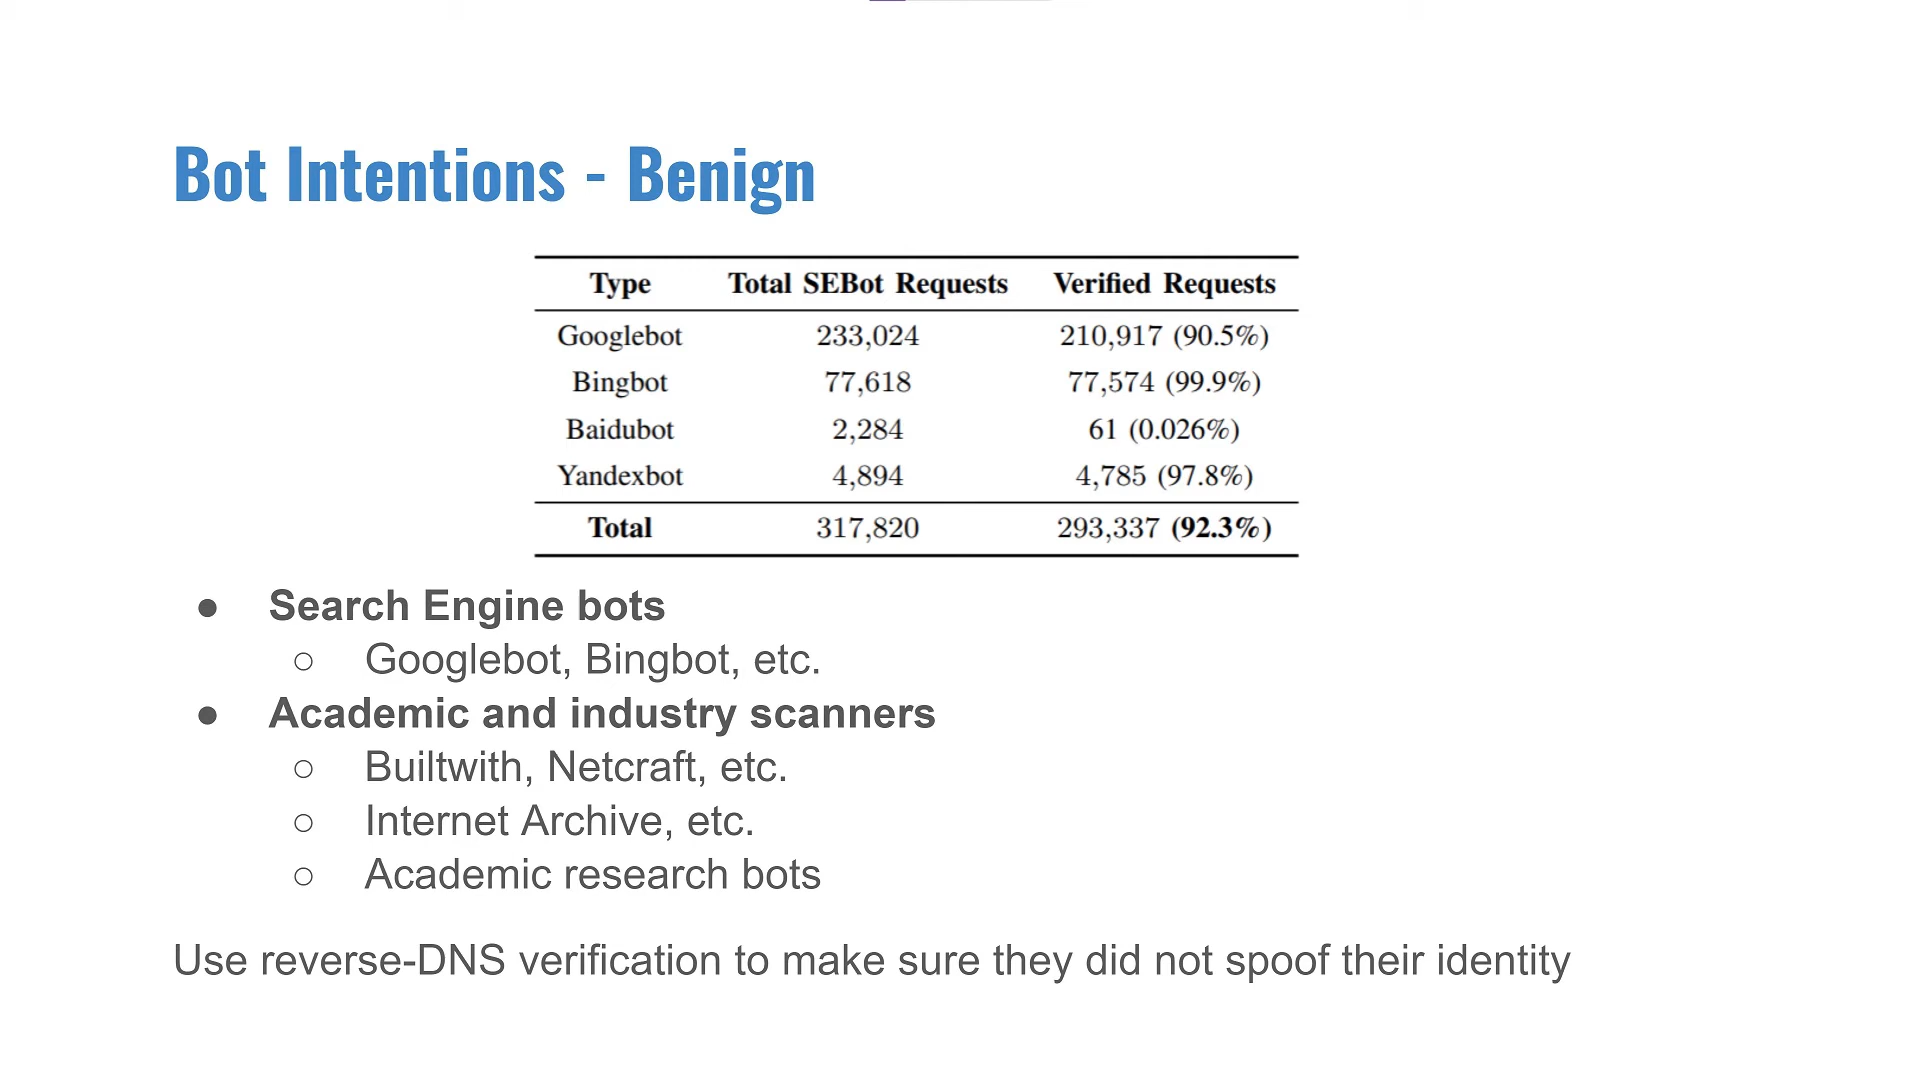 Bot Intentions - Benign
Type Total SEBot Requests Verified Requests
Googlebot 233,024 210,917 (90.5%)
Bingbot 77,618 77,574 (99.9%)
Baidubot 2,284 61 (0.026%)
Yandexbot 4,894 4,785 (97.8%)
Total 317,820 293,337 (92.3%)
● Search Engine bots
○ Googlebot, Bingbot, etc.
● Academic and industry scanners
○ Builtwith, Netcraft, etc.
○ Internet Archive, etc.
○ Academic research bots
Use reverse-DNS verification to make sure they did not spoof their identity